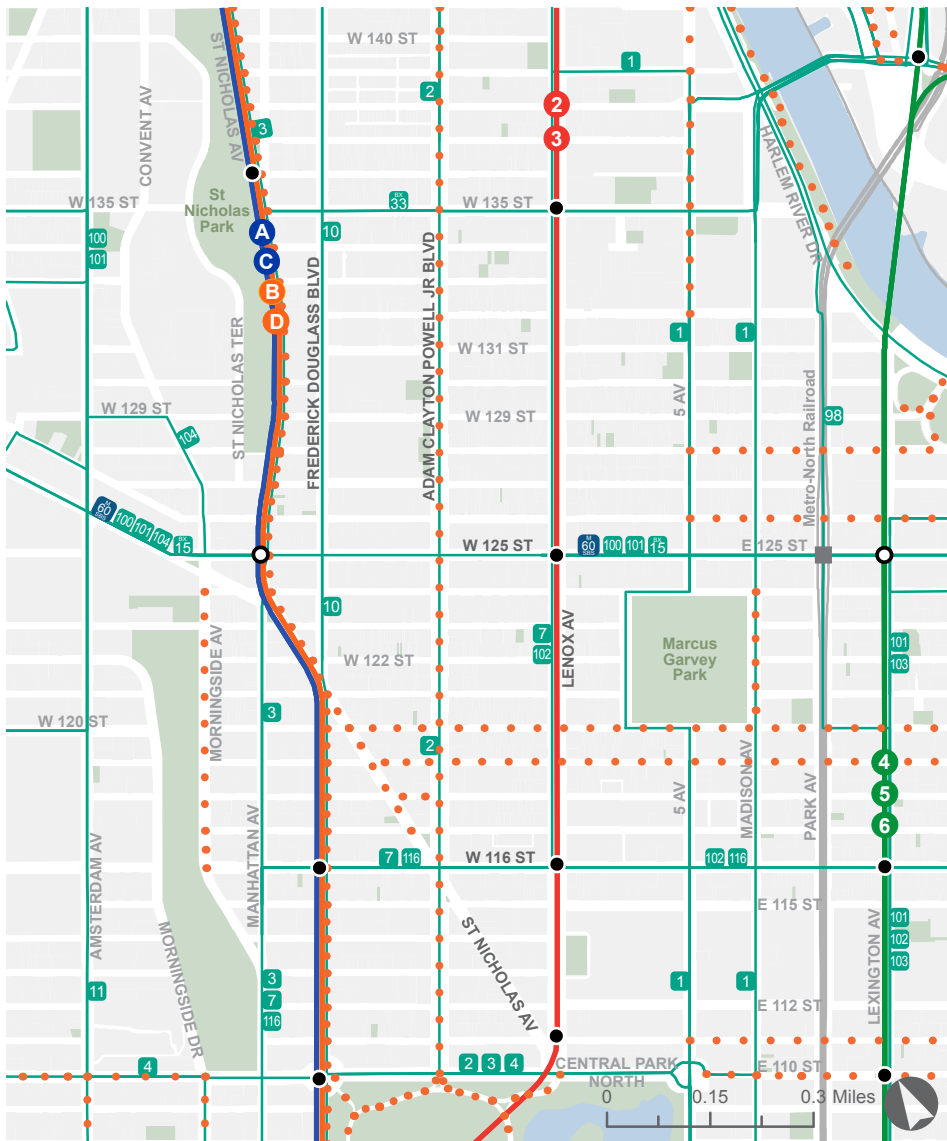 W 140 ST
ST NICHOLAS AV
CONVENT AV
1
2
2
3
3
HARLEM RIVER DR
W 135 ST
St
Nicholas
Park
BX
33
W 135 ST
100
101
A
C
B
D
10
FREDERICK DOUGLASS BLVD
ADAM CLAYTON POWELL JR BLVD
ST NICHOLAS TER
W 131 ST
1
1
5 AV
Metro-North Railroad
W 129 ST
W 129 ST
98
104
M
60
SBS
100
101
104
BX
15
W 125 ST
M
60
SBS
100
101
BX
15
E 125 ST
10
7
102
LENOX AV
Marcus
Garvey
Park
101
103
MORNINGSIDE AV
W 122 ST
W 120 ST
3
2
5 AV
MADISON AV
PARK AV
4
5
6
AMSTERDAM AV
MANHATTAN AV
7
116
W 116 ST
102
116
E 115 ST
MORNINGSIDE DR
ST NICHOLAS AV
LEXINGTON AV
101
102
103
11
3
7
116
1
1
E 112 ST
4
2
3
4
CENTRAL PARK
NORTH
E 110 ST
0
0.15
0.3 Miles